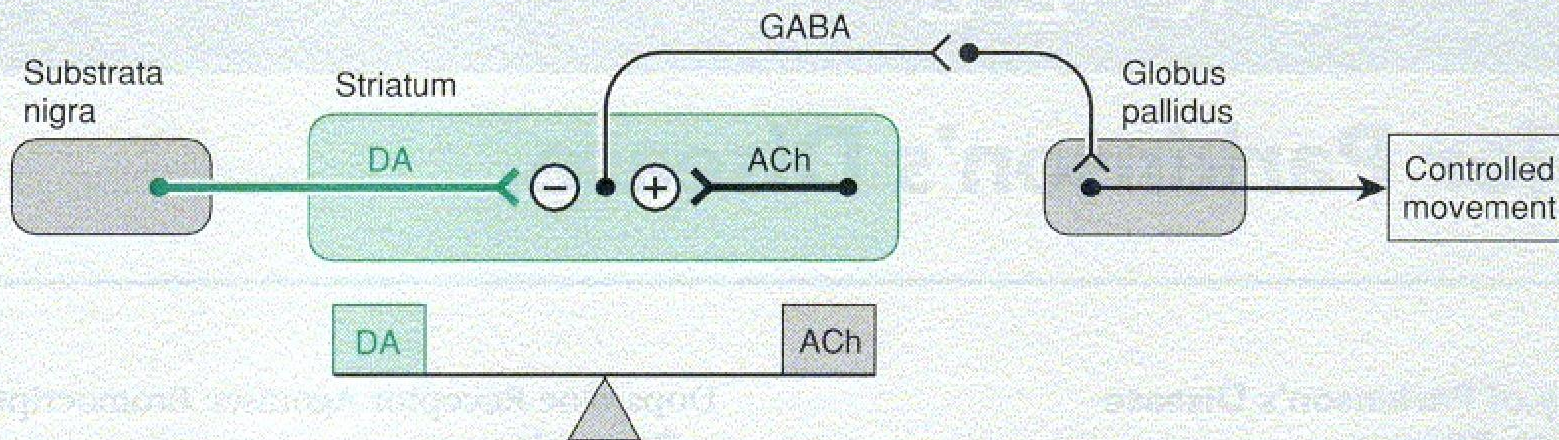 GABA
Substrata
nigra
Striatum
Globus
pallidus
DA
ACh
Controlled
movement
DA
ACh